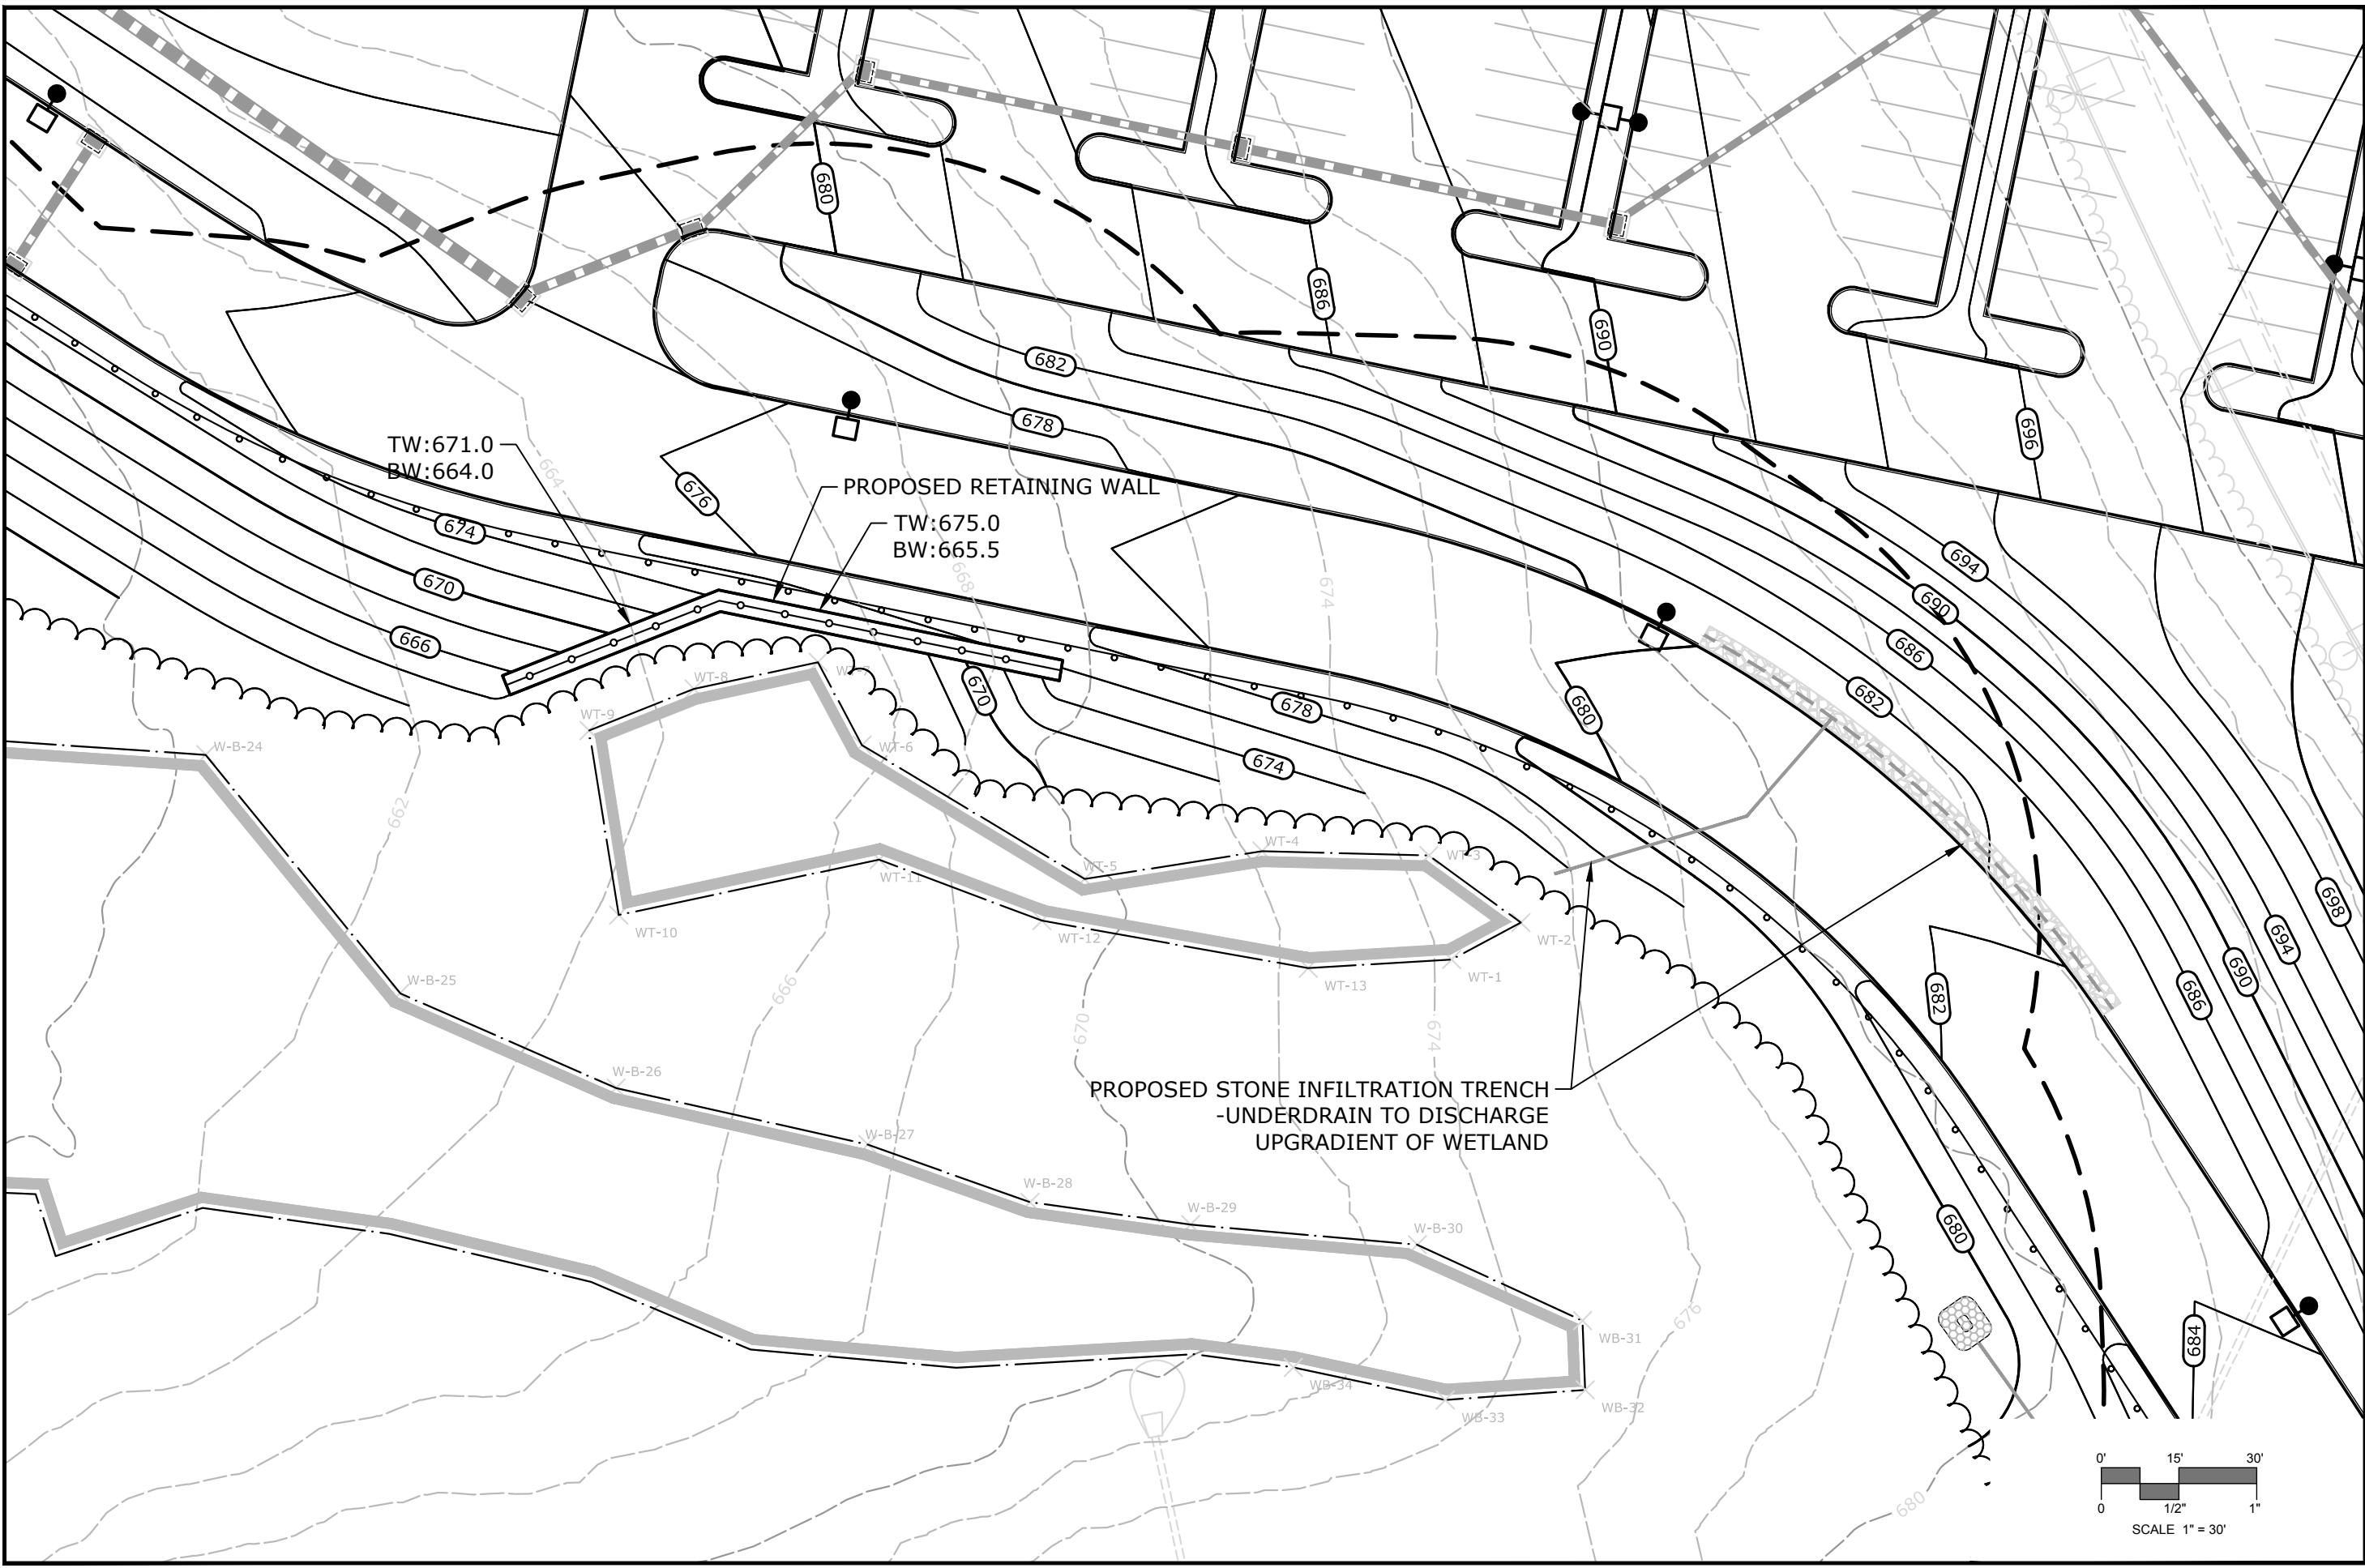 680
686
690
696
682
678
676
TW:671.0
BW:664.0
664
PROPOSED RETAINING WALL
TW:675.0
BW:665.5
674
670
666
668
674
694
690
686
682
680
678
674
670
WT-7
WT-8
WT-9
WT-6
W-B-24
662
WT-5
WT-4
WT-3
WT-11
WT-10
WT-12
WT-2
WT-1
WT-13
W-B-25
666
670
674
682
698
694
690
686
W-B-26
W-B-27
W-B-28
W-B-29
W-B-30
PROPOSED STONE INFILTRATION TRENCH
-UNDERDRAIN TO DISCHARGE
UPGRADIENT OF WETLAND
680
676
684
WB-31
WB-32
WB-33
WB-34
680
0' 15' 30'
0 1/2" 1"
SCALE 1" = 30'